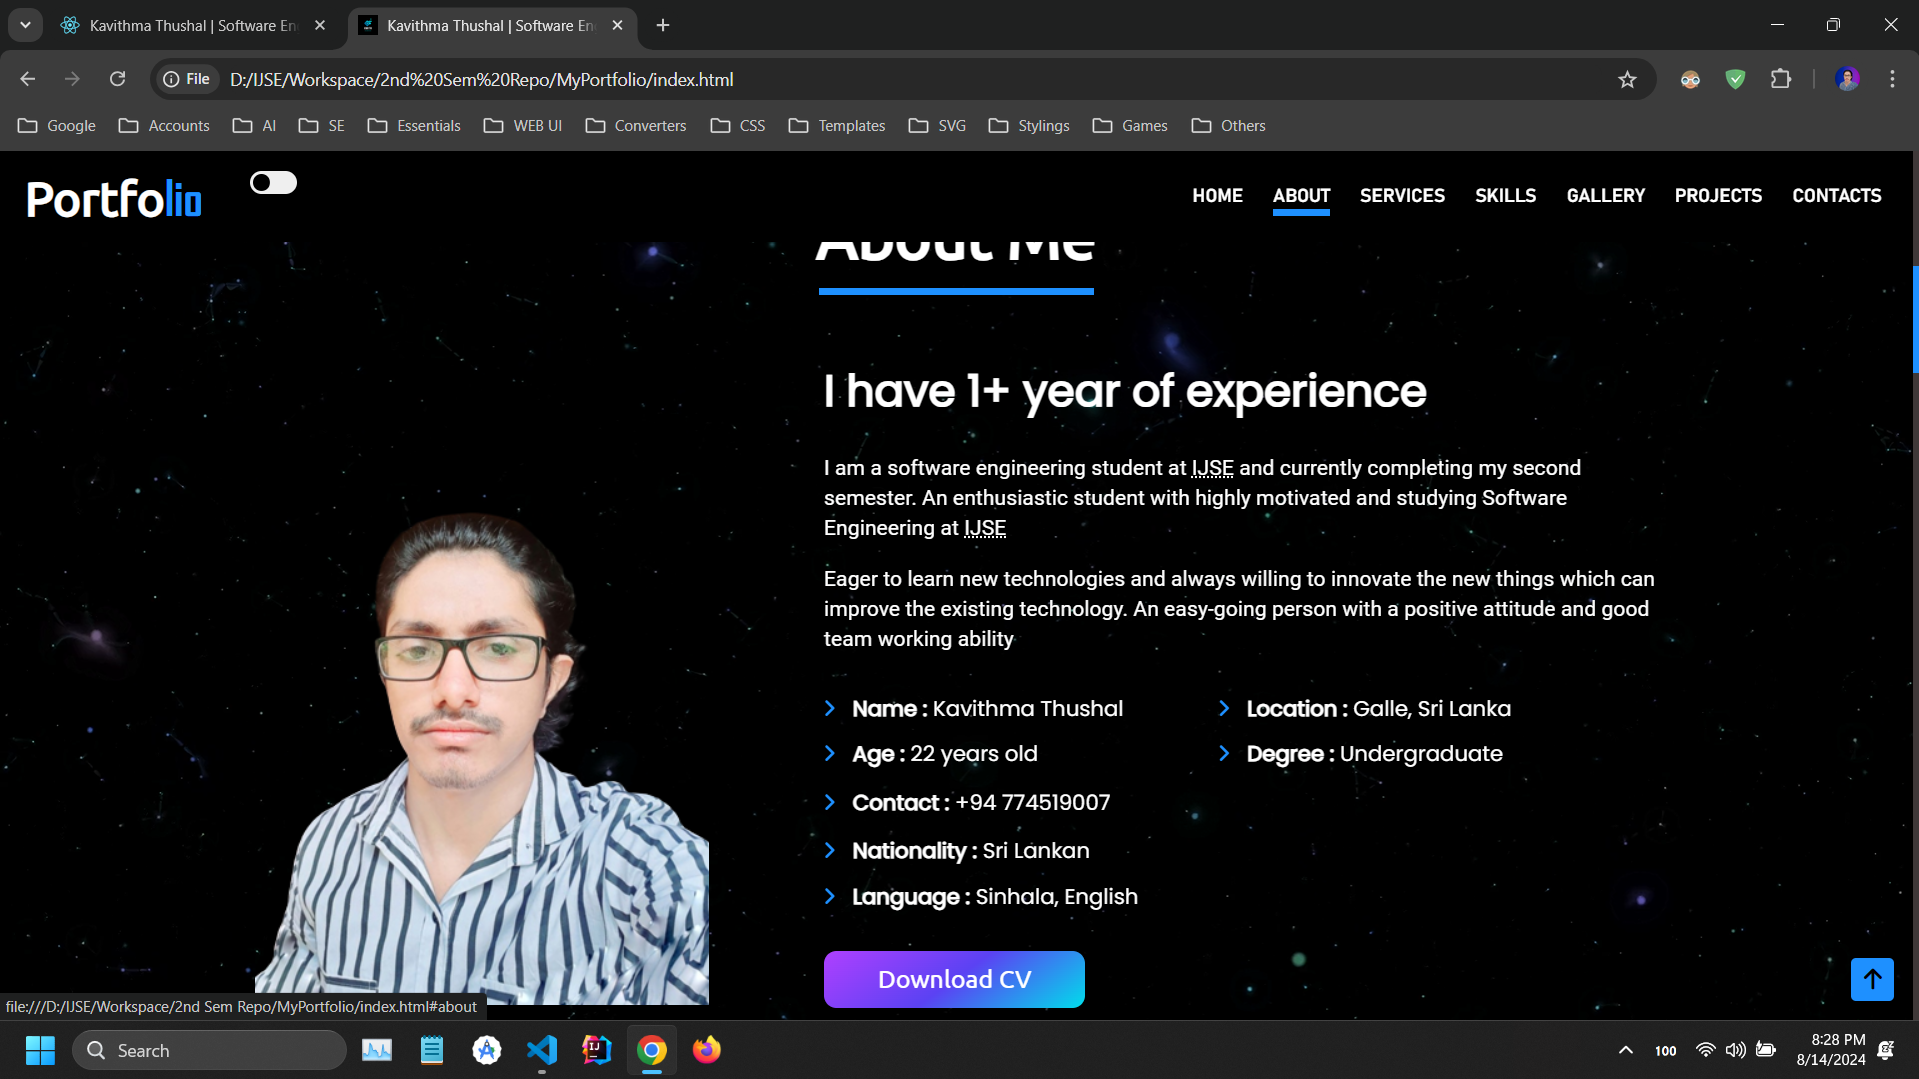 Kavithma Thushal | Software En
Kavithma Thushal | Software En
File
D:/IJSE/Workspace/2nd%20Sem%20Repo/MyPortfolio/index.html
Google Accounts AI SE Essentials WEB UI Converters CSS Templates SVG Stylings Games Others
Portfolio
HOME ABOUT SERVICES SKILLS GALLERY PROJECTS CONTACTS
About Me
I have 1+ year of experience
I am a software engineering student at IJSE and currently completing my second
semester. An enthusiastic student with highly motivated and studying Software
Engineering at IJSE
Eager to learn new technologies and always willing to innovate the new things which can
improve the existing technology. An easy-going person with a positive attitude and good
team working ability
Name : Kavithma Thushal
Location : Galle, Sri Lanka
Age : 22 years old
Degree : Undergraduate
Contact : +94 774519007
Nationality : Sri Lankan
Language : Sinhala, English
Download CV
file:///D:/IJSE/Workspace/2nd Sem Repo/MyPortfolio/index.html#about
Search
100
8:28 PM
8/14/2024